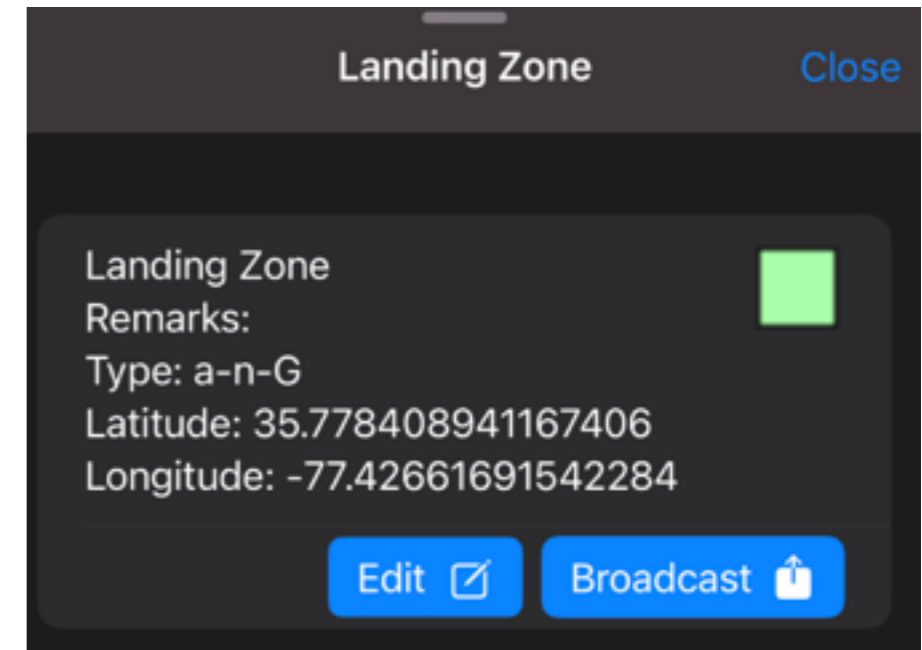 Landing Zone
Close
Landing Zone
Remarks:
Type: a-n-G
Latitude: 35.778408941167406
Longitude: -77.42661691542284
Edit
Broadcast